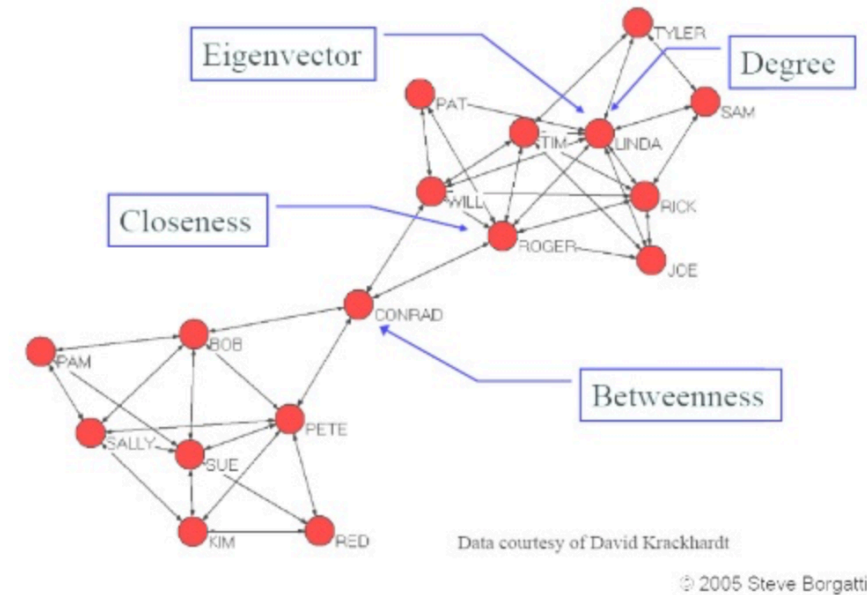 TYLER
Eigenvector
Degree
PAT
SAM
TIM
LINDA
WILL
RICK
Closeness
ROGER
JOE
CONRAD
BOB
PAM
Betweenness
PETE
SALLY
SUE
KIM
RED
Data courtesy of David Krackhardt
© 2005 Steve Borgatti